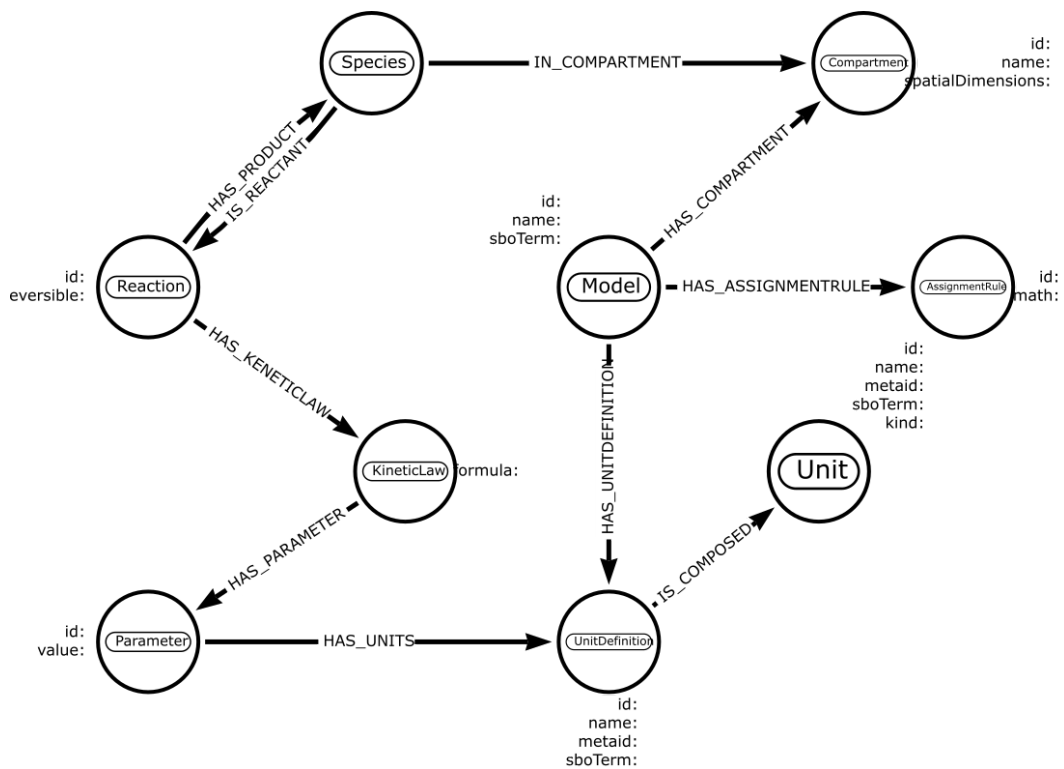 Species
IN_COMPARTMENT
Compartment
id:
name:
spatialDimensions:
HAS_PRODUCT
IS_REACTANT
HAS_COMPARTMENT
id:
name:
sboTerm:
id:
eversible:
Reaction
Model
HAS_ASSIGNMENTRULE
AssignmentRule
id:
math:
HAS_KENETICLAW
HAS_UNITDEFINITION
id:
name:
metaid:
sboTerm:
kind:
KineticLaw
formula:
Unit
HAS_PARAMETER
IS_COMPOSED
id:
value:
Parameter
HAS_UNITS
UnitDefinition
id:
name:
metaid:
sboTerm: